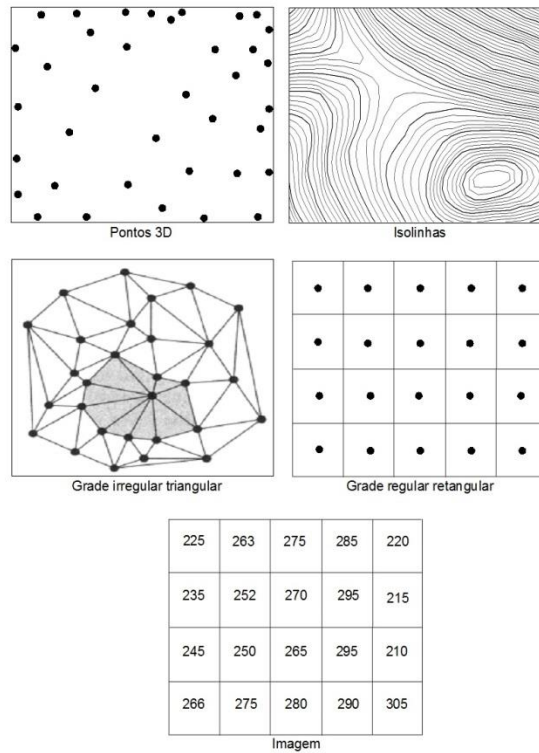 Pontos 3D
Isolinhas
Grade irregular triangular
Grade regular retangular
225 263 275 285 220
235 252 270 295 215
245 250 265 295 210
266 275 280 290 305
Imagem